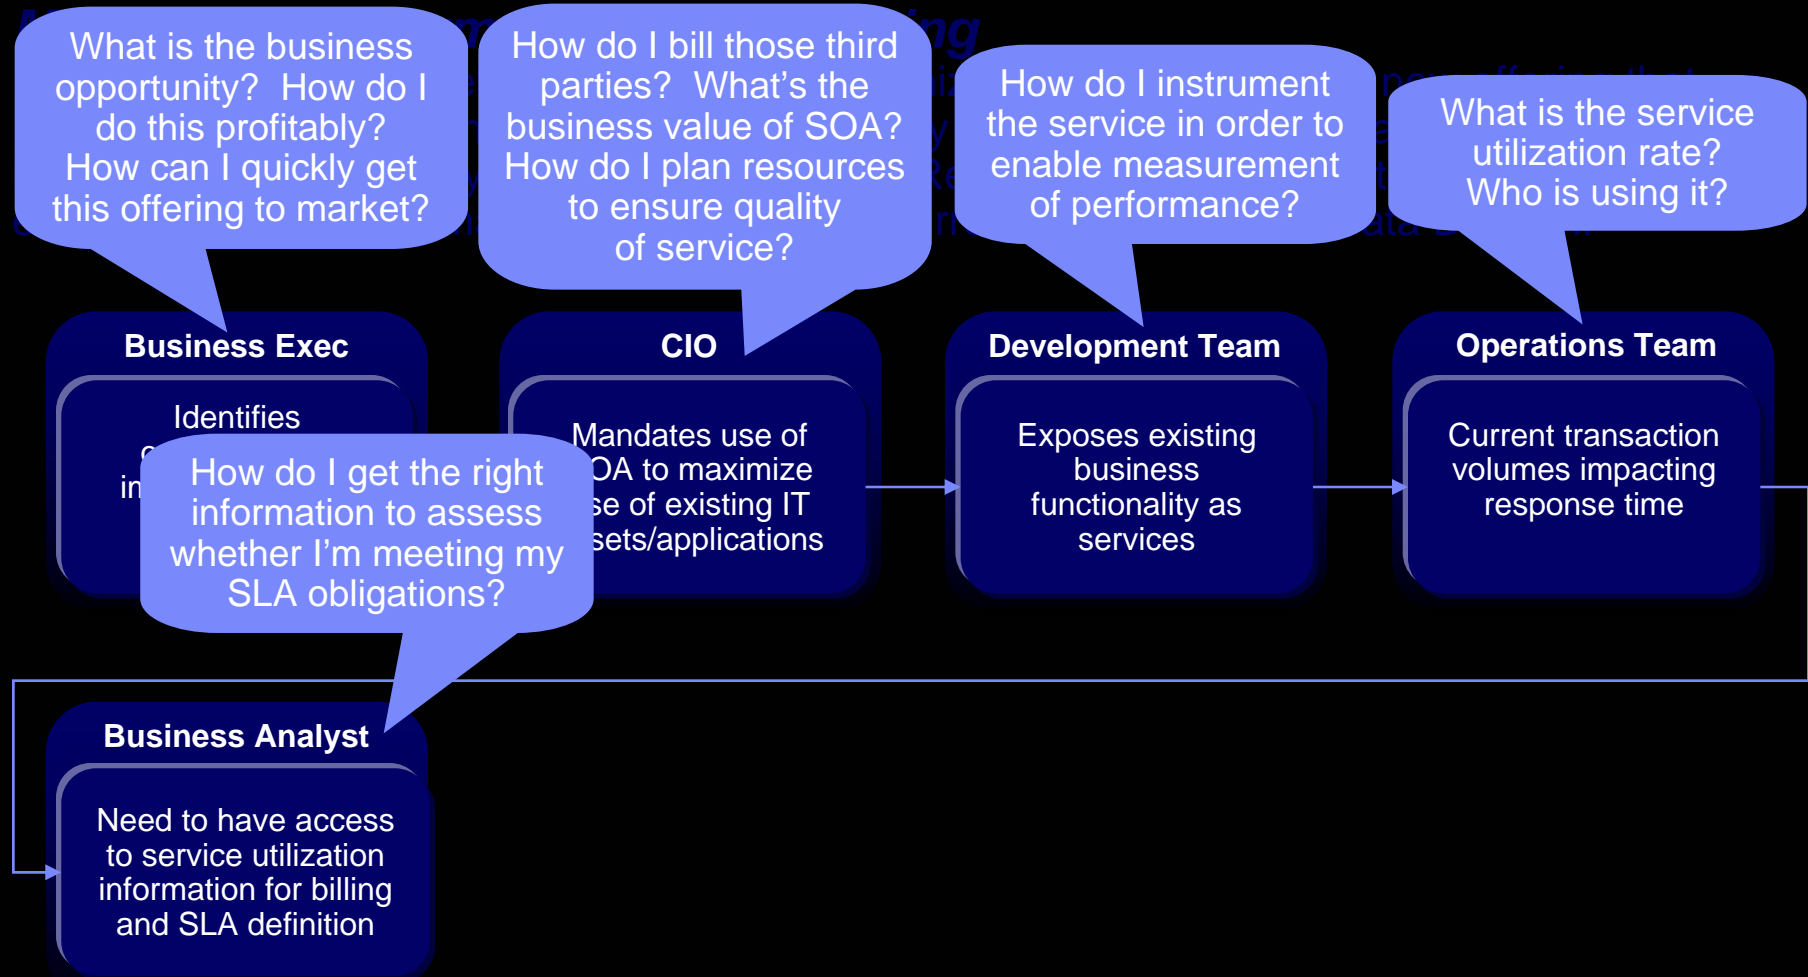 What is the business
opportunity? How do I
do this profitably?
How can I quickly get
this offering to market?
How do I bill those third
parties? What's the
business value of SOA?
How do I plan resources
to ensure quality
of service?
How do I instrument
the service in order to
enable measurement
of performance?
What is the service
utilization rate?
Who is using it?
Business Exec
Identifies
CIO
Mandates use of
to maximize
of existing IT
Development Team
Exposes existing
business
functionality as
services
Operations Team
Current transaction
volumes impacting
response time
How do I get the right
information to assess
whether I'm meeting my
SLA obligations?
Business Analyst
Need to have access
to service utilization
information for billing
and SLA definition